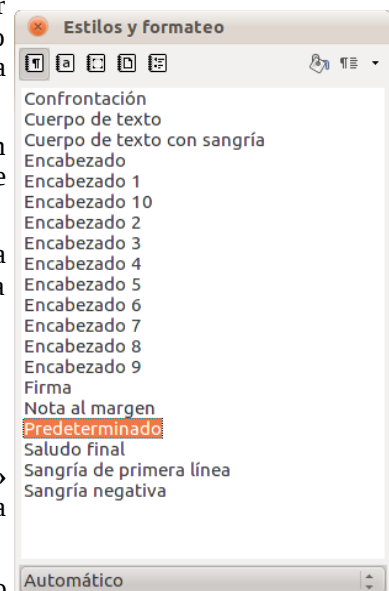 Estilos y formateo
Confrontación
Cuerpo de texto
Cuerpo de texto con sangría
Encabezado
Encabezado 1
Encabezado 10
Encabezado 2
Encabezado 3
Encabezado 4
Encabezado 5
Encabezado 6
Encabezado 7
Encabezado 8
Encabezado 9
Firma
Nota al margen
Predeterminado
Saludo final
Sangría de primera línea
Sangría negativa
Automático